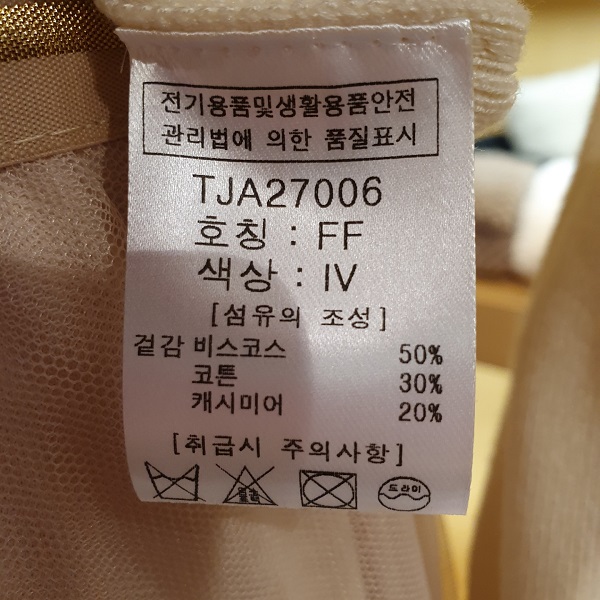 전기용품및생활용품안전
관리법에 의한 품질표시
TJA27006
호칭 : FF
색상 : IV
[섬유의 조성]
겉감 비스코스 50%
코튼 30%
캐시미어 20%
[취급시 주의사항]
드라이